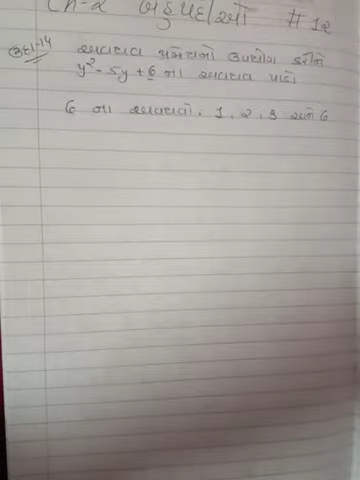 Ch-2 બહુપદીઓ # 12
ઉદા-14 અવયવ પ્રમેયનો ઉપયોગ કરીને
y² - 5y + 6 ના અવયવ પાડો
6 ના અવયવો. 1, 2, 3 અને 6